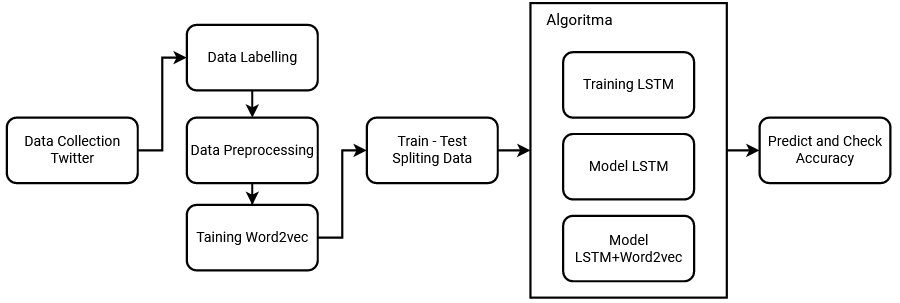 Data Collection
Twitter
Data Labelling
Data Preprocessing
Taining Word2vec
Train - Test
Spliting Data
Algoritma
Training LSTM
Model LSTM
Model
LSTM+Word2vec
Predict and Check
Accuracy